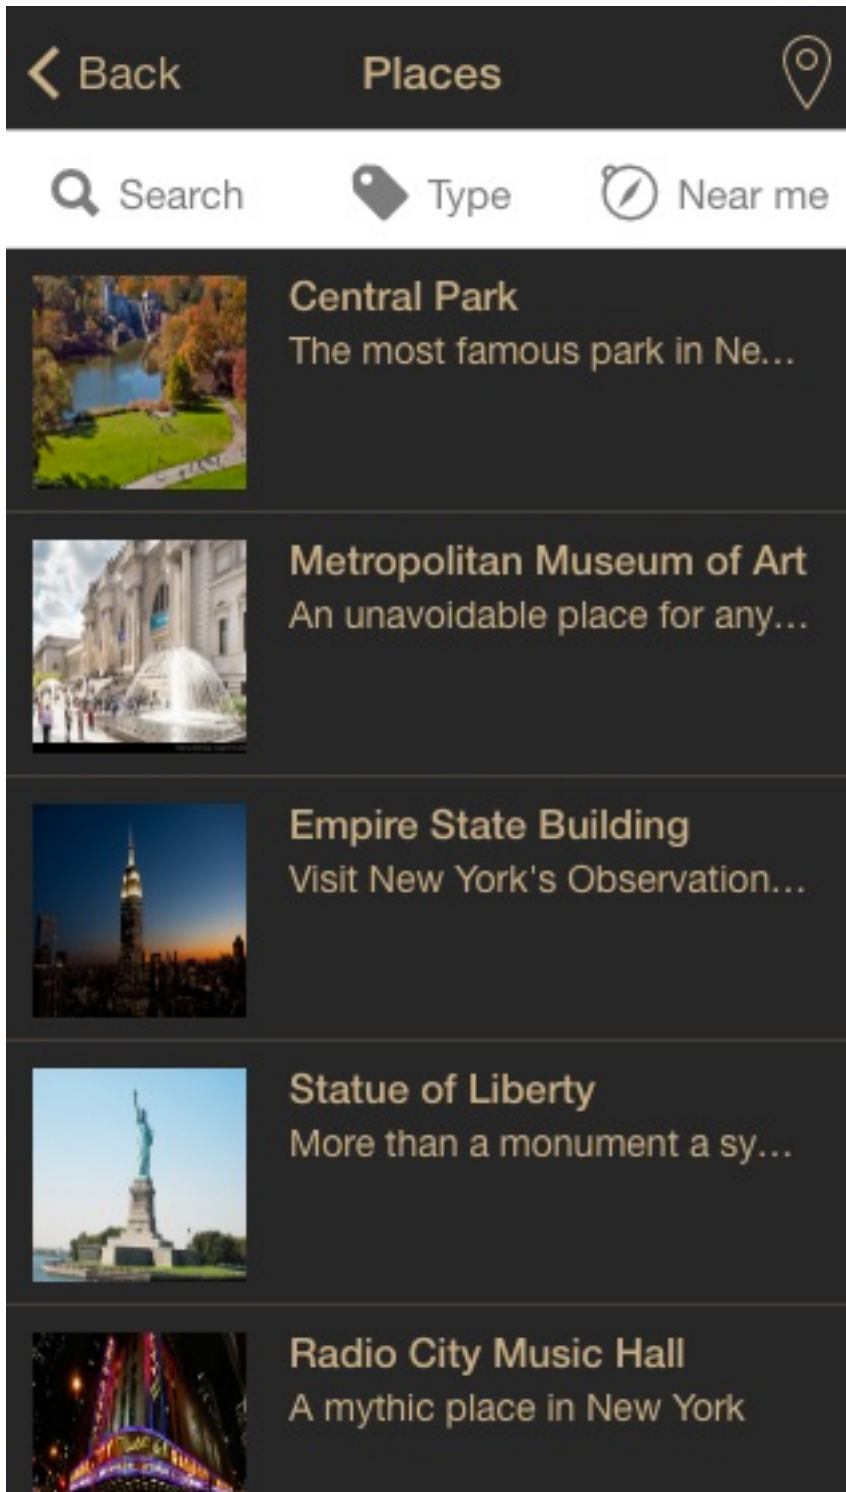 Back
Places
Search
Type
Near me
Central Park
The most famous park in Ne...
Metropolitan Museum of Art
An unavoidable place for any...
Empire State Building
Visit New York's Observation...
Statue of Liberty
More than a monument a sy...
Radio City Music Hall
A mythic place in New York